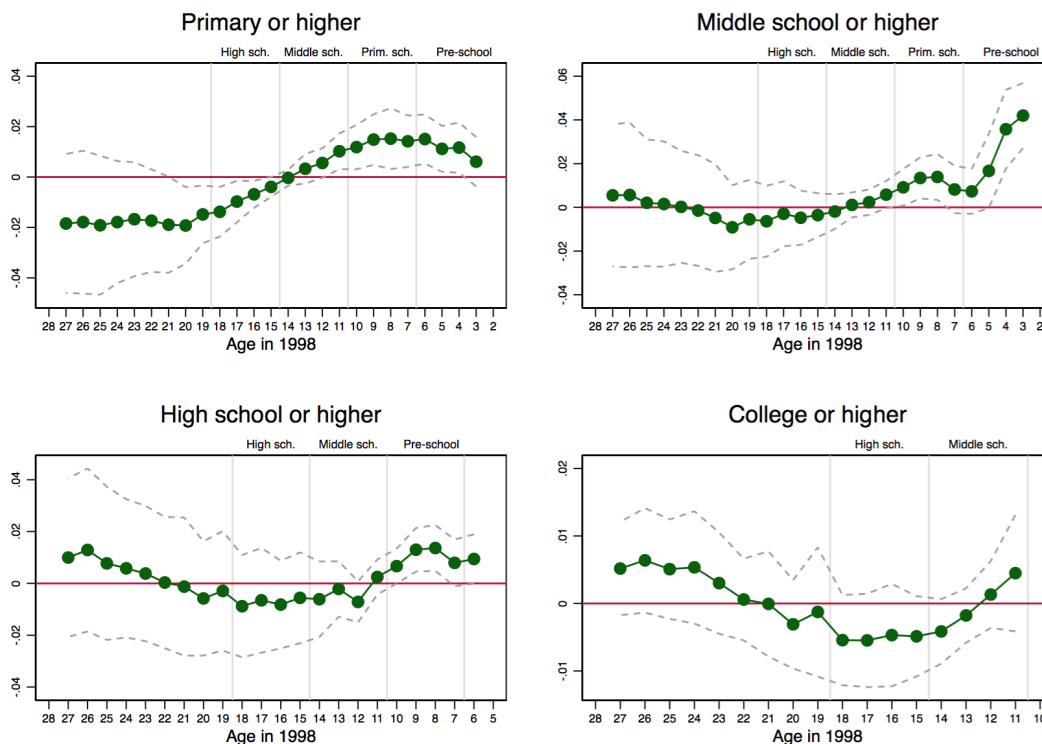 Primary or higher
High sch. Middle sch. Prim. sch. Pre-school
.04
.02
0
-.02
-.04
28 27 26 25 24 23 22 21 20 19 18 17 16 15 14 13 12 11 10 9 8 7 6 5 4 3 2
Age in 1998
Middle school or higher
High sch. Middle sch. Prim. sch. Pre-school
.06
.04
.02
0
-.02
-.04
28 27 26 25 24 23 22 21 20 19 18 17 16 15 14 13 12 11 10 9 8 7 6 5 4 3 2
Age in 1998
High school or higher
High sch. Middle sch. Pre-school
.04
.02
0
-.02
-.04
28 27 26 25 24 23 22 21 20 19 18 17 16 15 14 13 12 11 10 9 8 7 6 5
Age in 1998
College or higher
High sch. Middle sch.
.02
.01
0
-.01
28 27 26 25 24 23 22 21 20 19 18 17 16 15 14 13 12 11 10
Age in 1998